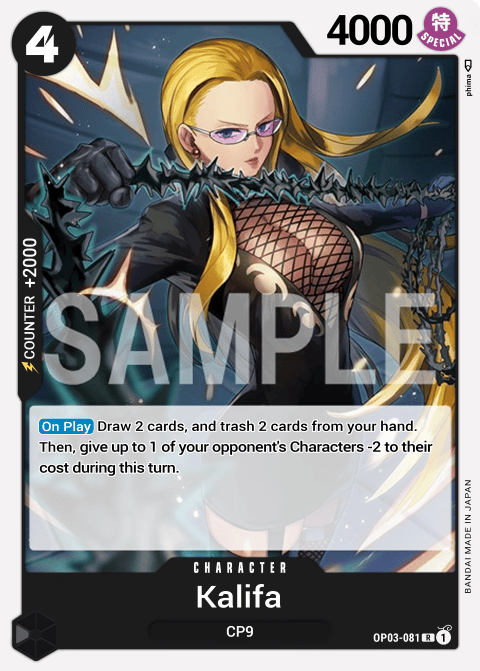 4
4000
特
SPECIAL
phima
COUNTER +2000
SAMPLE
On Play Draw 2 cards, and trash 2 cards from your hand.
Then, give up to 1 of your opponent's Characters -2 to their
cost during this turn.
BANDAI MADE IN JAPAN
CHARACTER
Kalifa
CP9
OP03-081 R 1